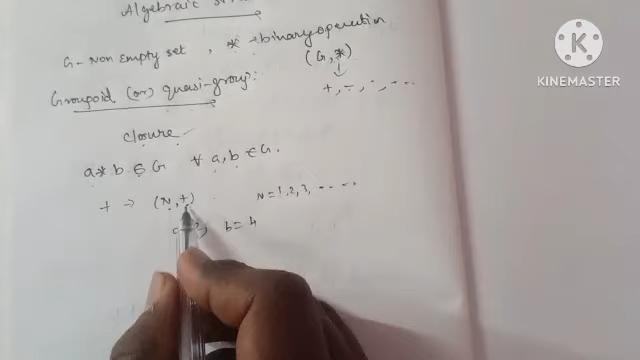 Algebraic
G - Non Empty set , * → binary operation
(G, *)
+, -, ·, ...
Groupoid (or) quasi-group:
closure
a * b ∈ G ∀ a, b ∈ G.
+ → (N, +) N = 1, 2, 3, ......
b = 4
K
KINEMASTER